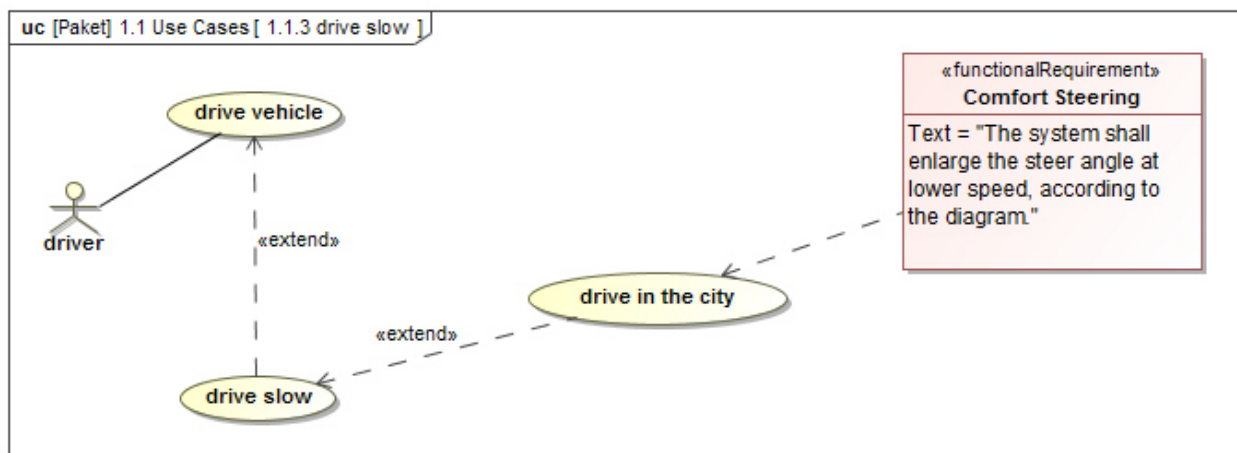 uc [Paket] 1.1 Use Cases [ 1.1.3 drive slow ]
«functionalRequirement»
Comfort Steering
Text = "The system shall
enlarge the steer angle at
lower speed, according to
the diagram."
drive vehicle
driver
«extend»
drive in the city
«extend»
drive slow